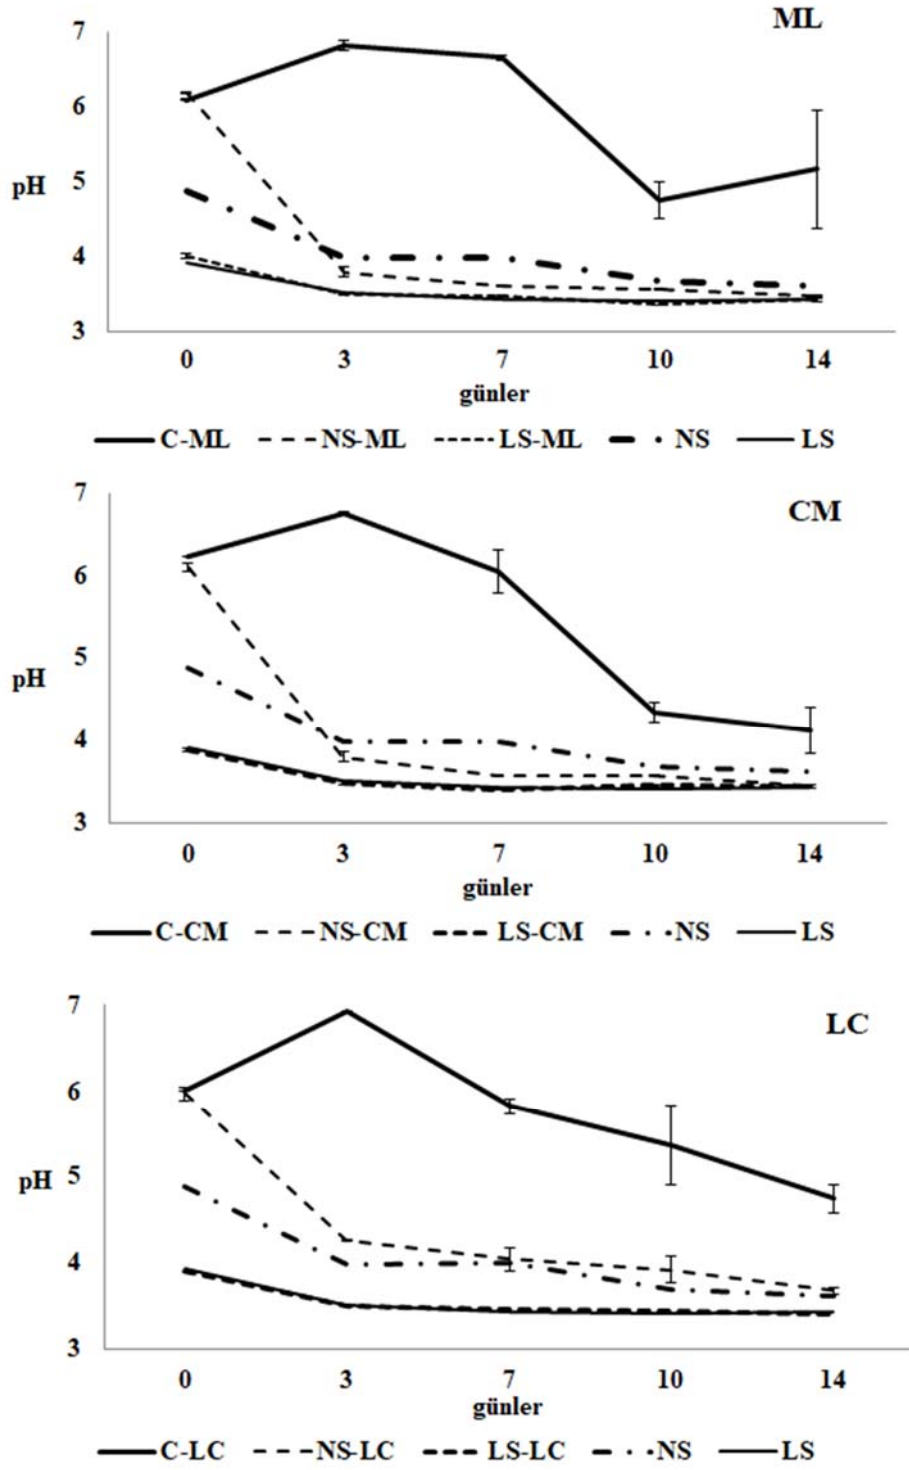 ML
7
6
5
pH
4
3
0 3 7 10 14
günler
C-ML NS-ML LS-ML NS LS
7
CM
6
5
pH
4
3
0 3 7 10 14
günler
C-CM NS-CM LS-CM NS LS
7
LC
6
5
pH
4
3
0 3 7 10 14
günler
C-LC NS-LC LS-LC NS LS